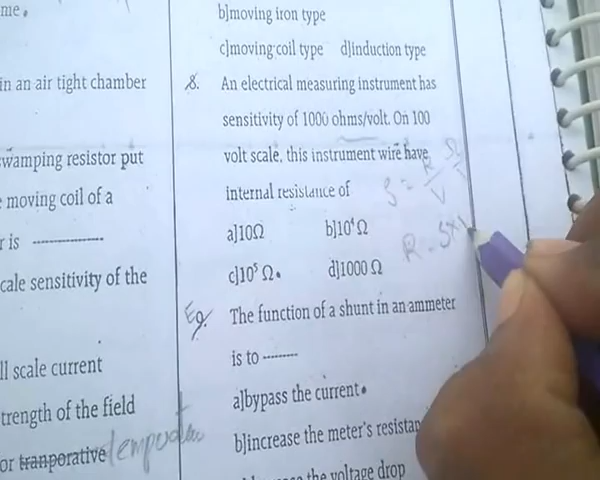 me.
in an air tight chamber
wamping resistor put
moving coil of a
r is ----------------
cale sensitivity of the
ll scale current
trength of the field
or tranporative
b]moving iron type
c]moving coil type d]induction type
8. An electrical measuring instrument has
sensitivity of 1000 ohms/volt. On 100
volt scale, this instrument wire have
internal resistance of
S = R/V Ω/V
a]10Ω b]10⁴ Ω
R = S×
c]10⁵ Ω. d]1000 Ω
Eg. The function of a shunt in an ammeter
is to --------
a]bypass the current.
b]increase the meter's resistan
the voltage drop